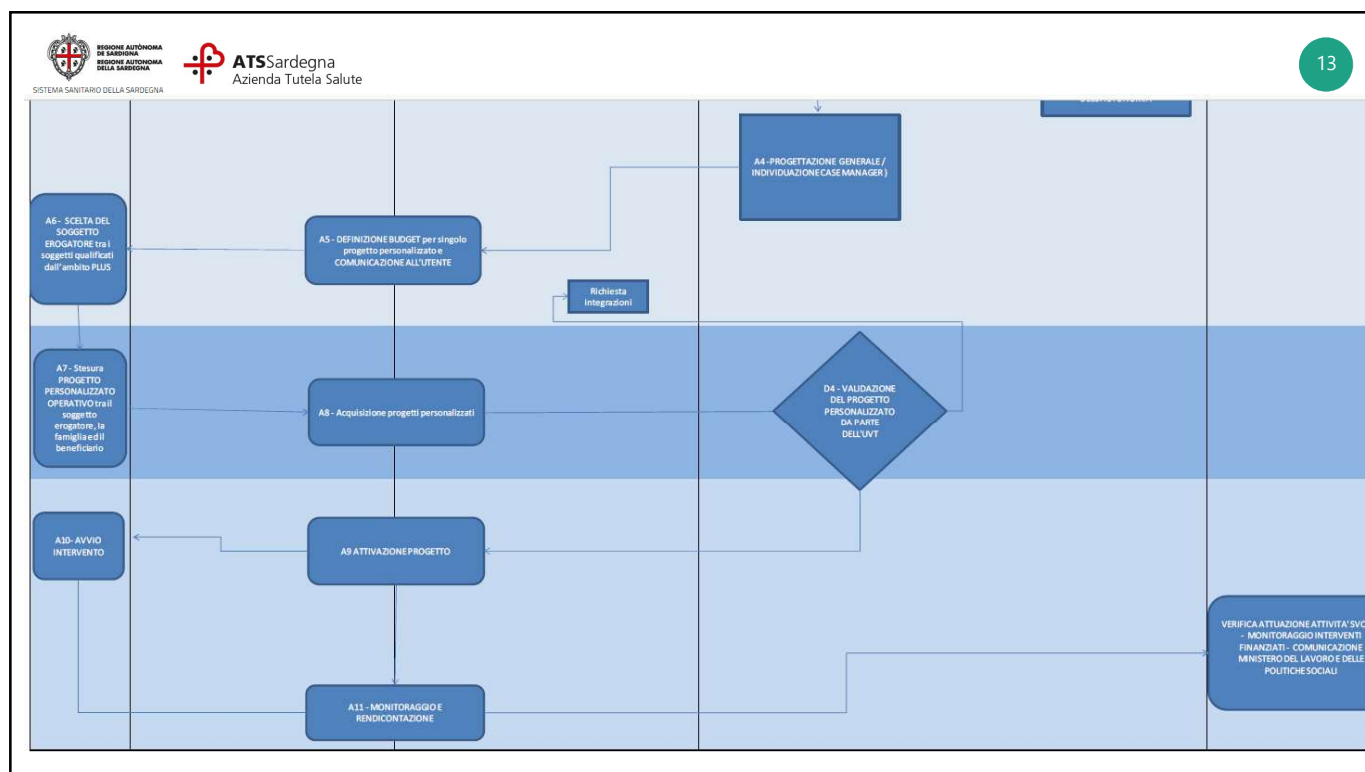 REGIONE AUTÒNOMA
DE SARDIGNA
REGIONE AUTONOMA
DELLA SARDEGNA
SISTEMA SANITARIO DELLA SARDEGNA
ATSSardegna
Azienda Tutela Salute
13
A4 -PROGETTAZIONE GENERALE /
INDIVIDUAZIONE CASE MANAGER )
A6 - SCELTA DEL
SOGGETTO
EROGATORE tra i
soggetti qualificati
dall'ambito PLUS
A5 - DEFINIZIONE BUDGET per singolo
progetto personalizzato e
COMUNICAZIONE ALL'UTENTE
Richiesta
integrazioni
A7 - Stesura
PROGETTO
PERSONALIZZATO
OPERATIVO tra il
soggetto
erogatore, la
famiglia ed il
beneficiario
A8 - Acquisizione progetti personalizzati
D4 - VALIDAZIONE
DEL PROGETTO
PERSONALIZZATO
DA PARTE
DELL'UVT
A10- AVVIO
INTERVENTO
A9 ATTIVAZIONE PROGETTO
VERIFICA ATTUAZIONE ATTIVITA' SVO
- MONITORAGGIO INTERVENTI
FINANZIATI - COMUNICAZIONE
MINISTERO DEL LAVORO E DELLE
POLITICHE SOCIALI
A11 - MONITORAGGIO E
RENDICONTAZIONE